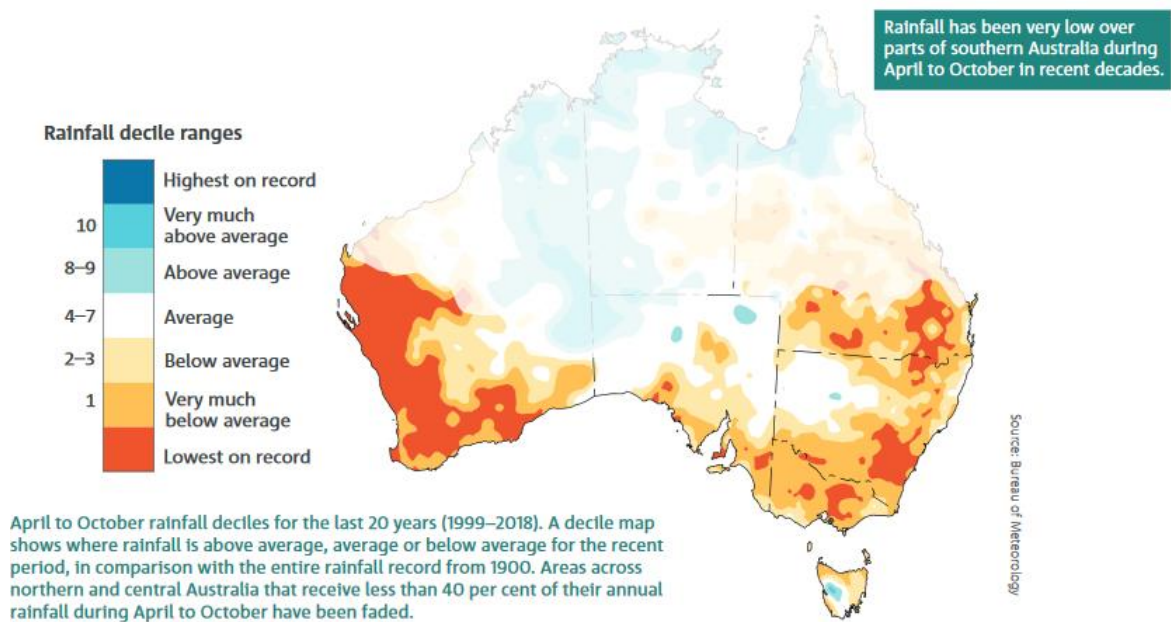 Rainfall has been very low over
parts of southern Australia during
April to October in recent decades.
Rainfall decile ranges
Highest on record
10 Very much
above average
8–9 Above average
4–7 Average
2–3 Below average
1 Very much
below average
Lowest on record
Source: Bureau of Meteorology
April to October rainfall deciles for the last 20 years (1999–2018). A decile map
shows where rainfall is above average, average or below average for the recent
period, in comparison with the entire rainfall record from 1900. Areas across
northern and central Australia that receive less than 40 per cent of their annual
rainfall during April to October have been faded.